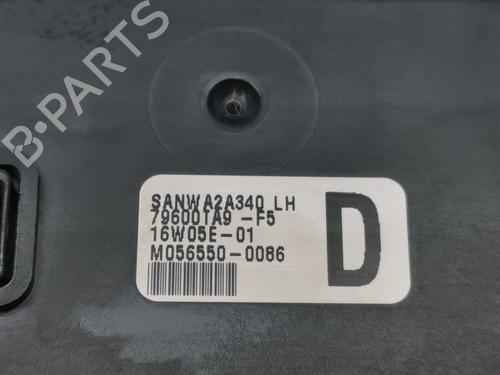 B-PARTS
SANWA2A340 LH
79600TA9 -F5
16W05E-01
M056550-0086
D